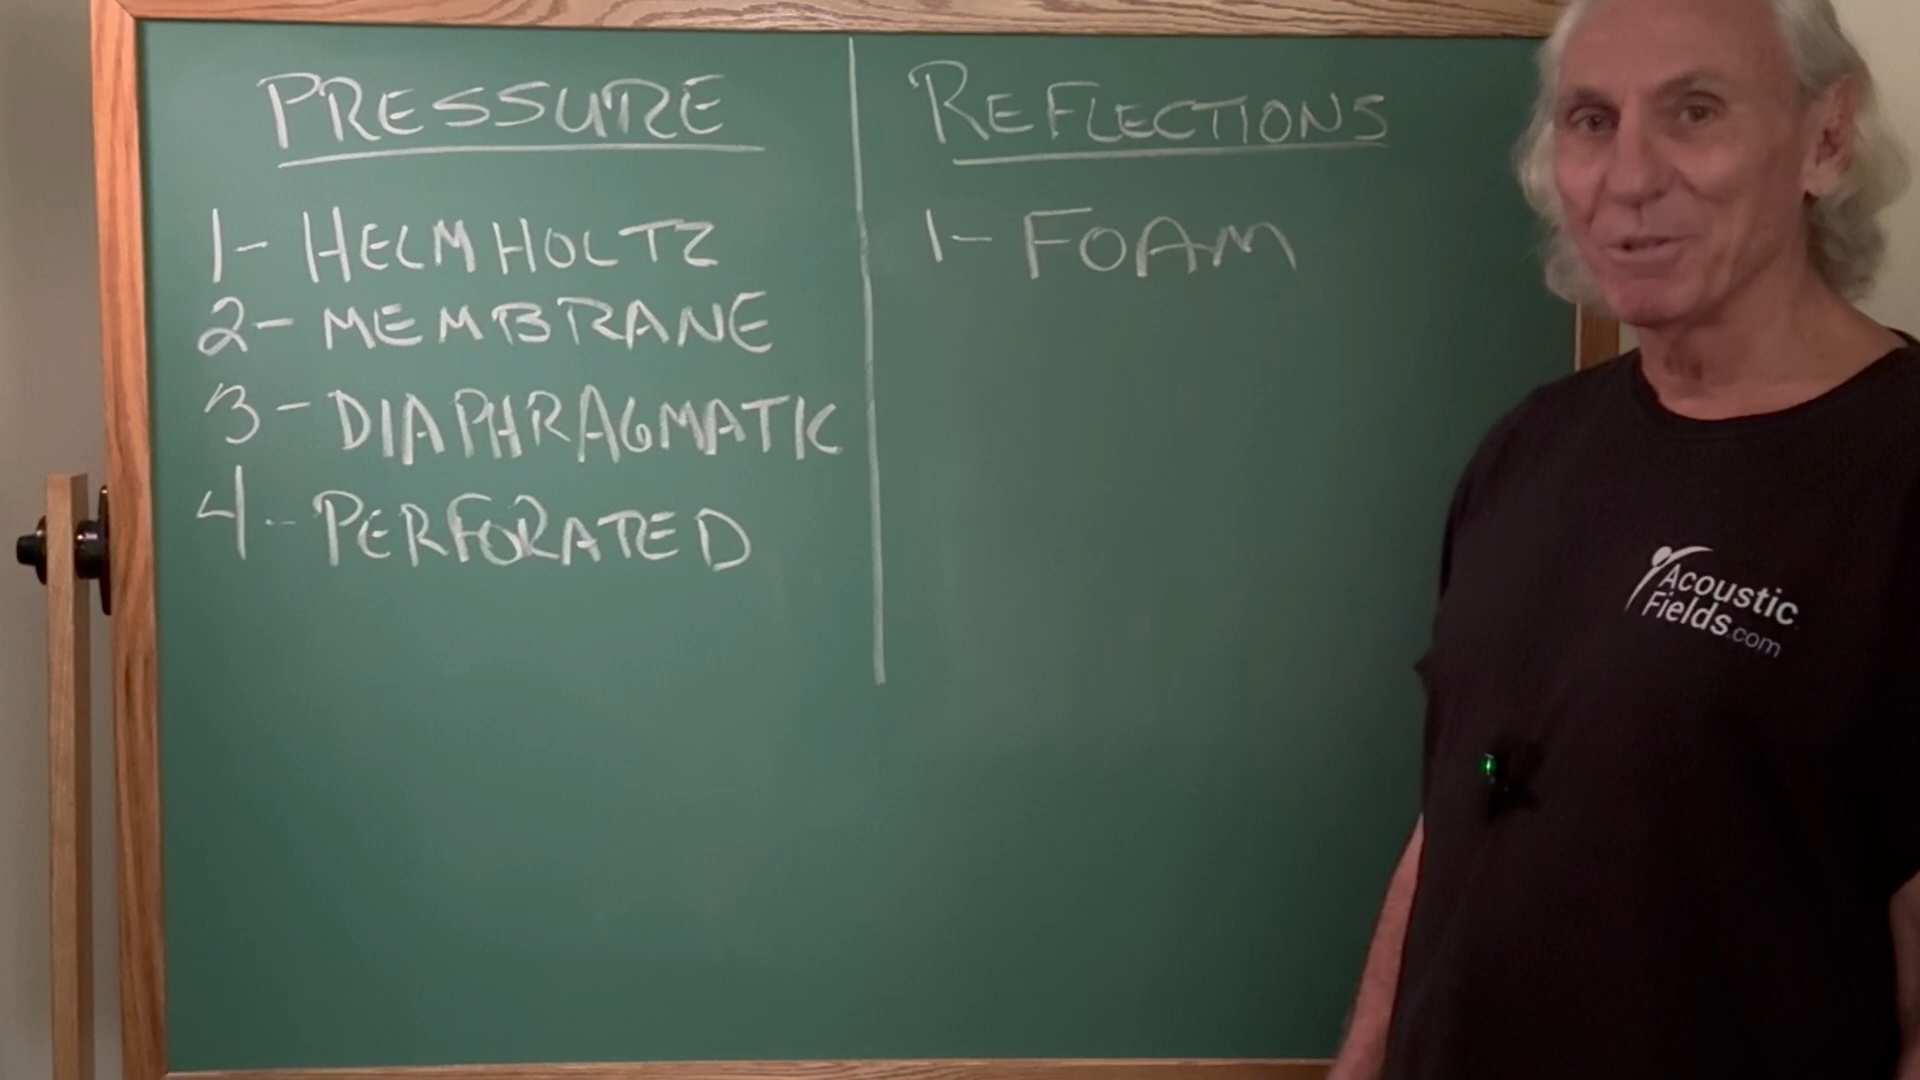 PRESSURE
1- HELMHOLTZ
2- MEMBRANE
3- DIAPHRAGMATIC
4- PERFORATED
REFLECTIONS
1- FOAM
Acoustic
Fields.com